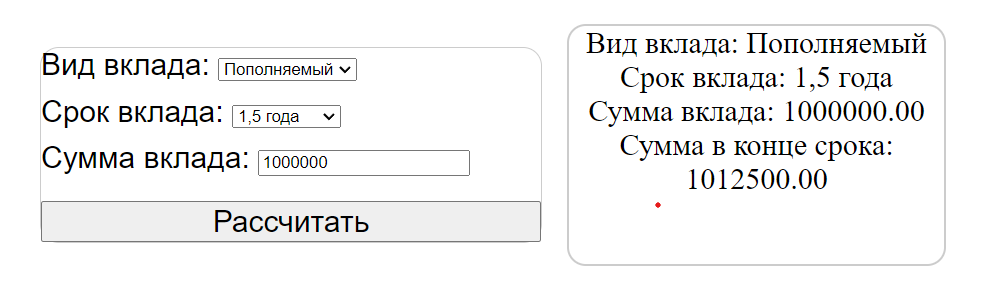 Вид вклада: Пополняемый
Срок вклада: 1,5 года
Сумма вклада: 1000000
Рассчитать
Вид вклада: Пополняемый
Срок вклада: 1,5 года
Сумма вклада: 1000000.00
Сумма в конце срока:
1012500.00